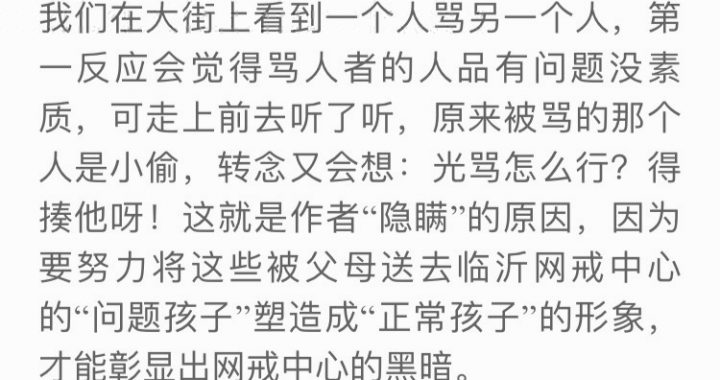 我们在大街上看到一个人骂另一个人，第
一反应会觉得骂人者的人品有问题没素
质，可走上前去听了听，原来被骂的那个
人是小偷，转念又会想：光骂怎么行？得
揍他呀！这就是作者“隐瞒”的原因，因为
要努力将这些被父母送去临沂网戒中心
的“问题孩子”塑造成“正常孩子”的形象，
才能彰显出网戒中心的黑暗。